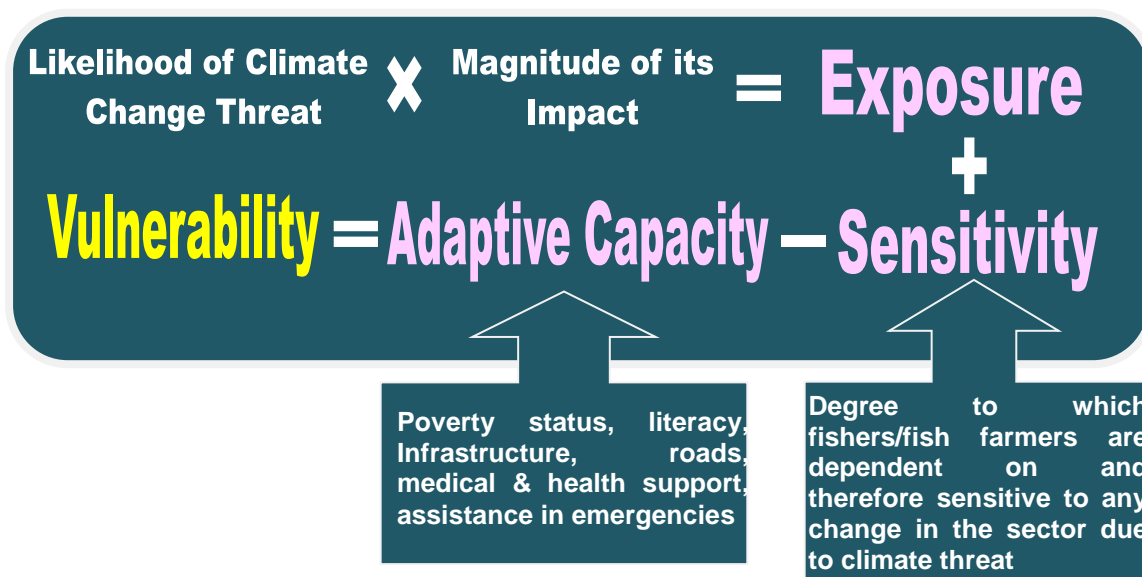 Likelihood of Climate Change Threat × Magnitude of its Impact = Exposure
+
Vulnerability = Adaptive Capacity – Sensitivity
Poverty status, literacy,
Infrastructure, roads,
medical & health support,
assistance in emergencies
Degree to which
fishers/fish farmers are
dependent on and
therefore sensitive to any
change in the sector due
to climate threat